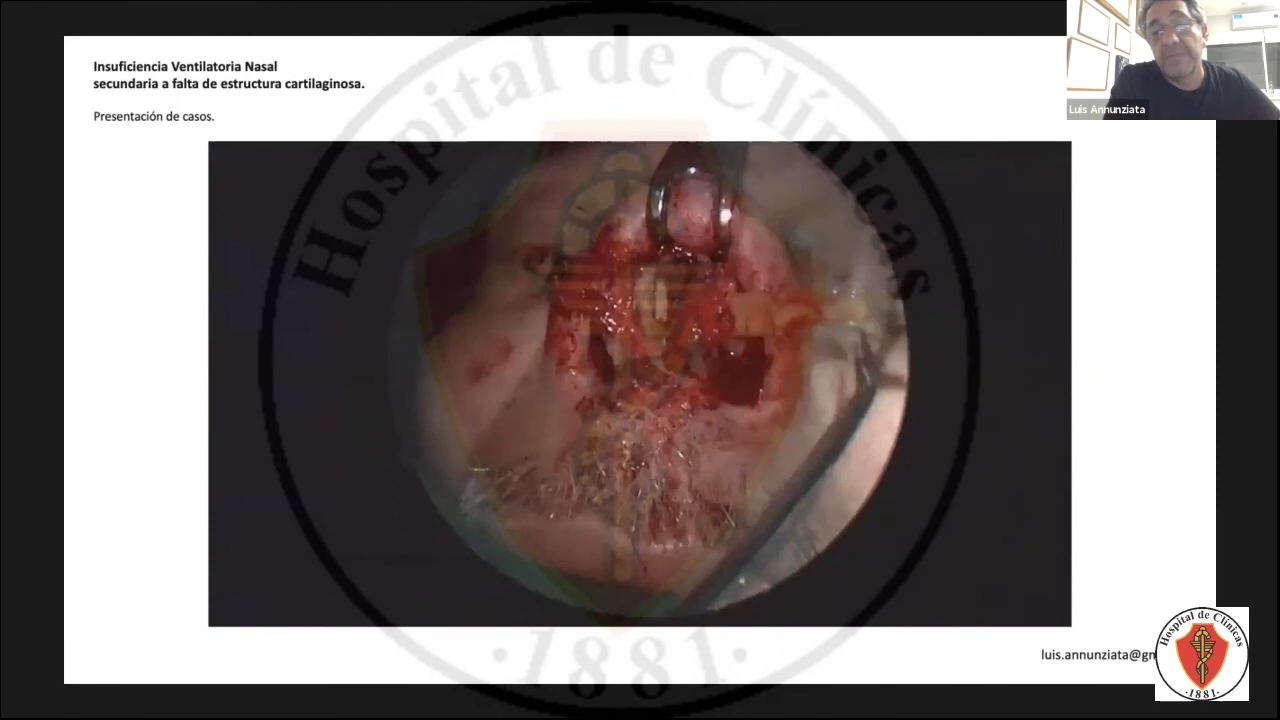 Insuficiencia Ventilatoria Nasal
secundaria a falta de estructura cartilaginosa.
Presentación de casos.
Luis Annunziata
Hospital de Clínicas
·1881·
luis.annunziata@gm
Hospital de Clínicas
·1881·